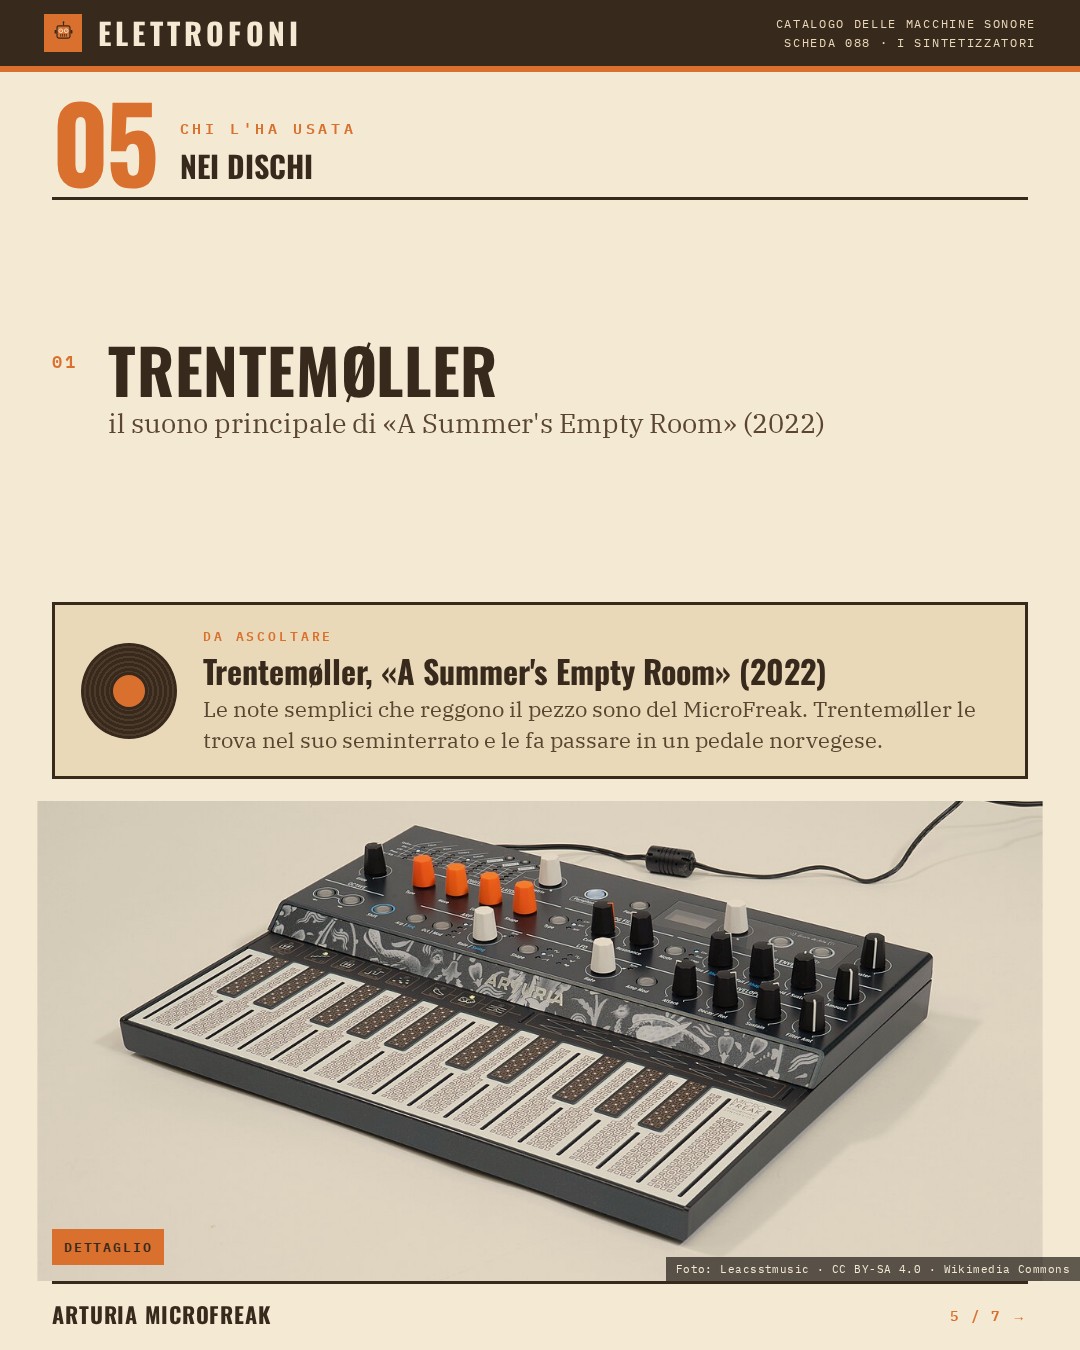 ELETTROFONI
CATALOGO DELLE MACCHINE SONORE
SCHEDA 088 · I SINTETIZZATORI
05
CHI L'HA USATA
NEI DISCHI
01
TRENTEMØLLER
il suono principale di «A Summer's Empty Room» (2022)
DA ASCOLTARE
Trentemøller, «A Summer's Empty Room» (2022)
Le note semplici che reggono il pezzo sono del MicroFreak. Trentemøller le
trova nel suo seminterrato e le fa passare in un pedale norvegese.
ARTURIA
DETTAGLIO
Foto: Leacsstmusic · CC BY-SA 4.0 · Wikimedia Commons
ARTURIA MICROFREAK
5 / 7 →